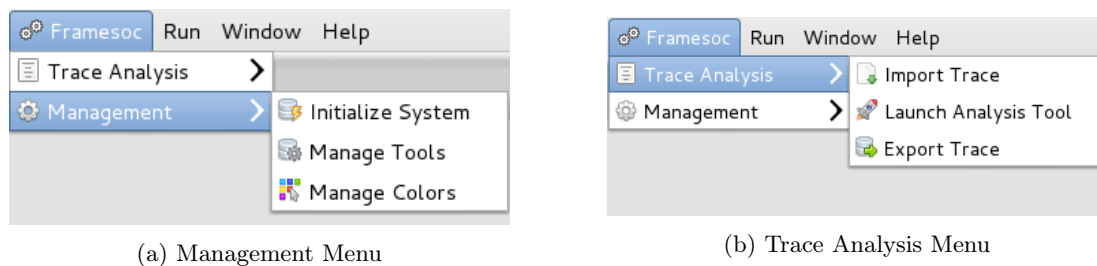 Framesoc Run Window Help
Trace Analysis
Management
Initialize System
Manage Tools
Manage Colors
(a) Management Menu
Framesoc Run Window Help
Trace Analysis
Import Trace
Management
Launch Analysis Tool
Export Trace
(b) Trace Analysis Menu